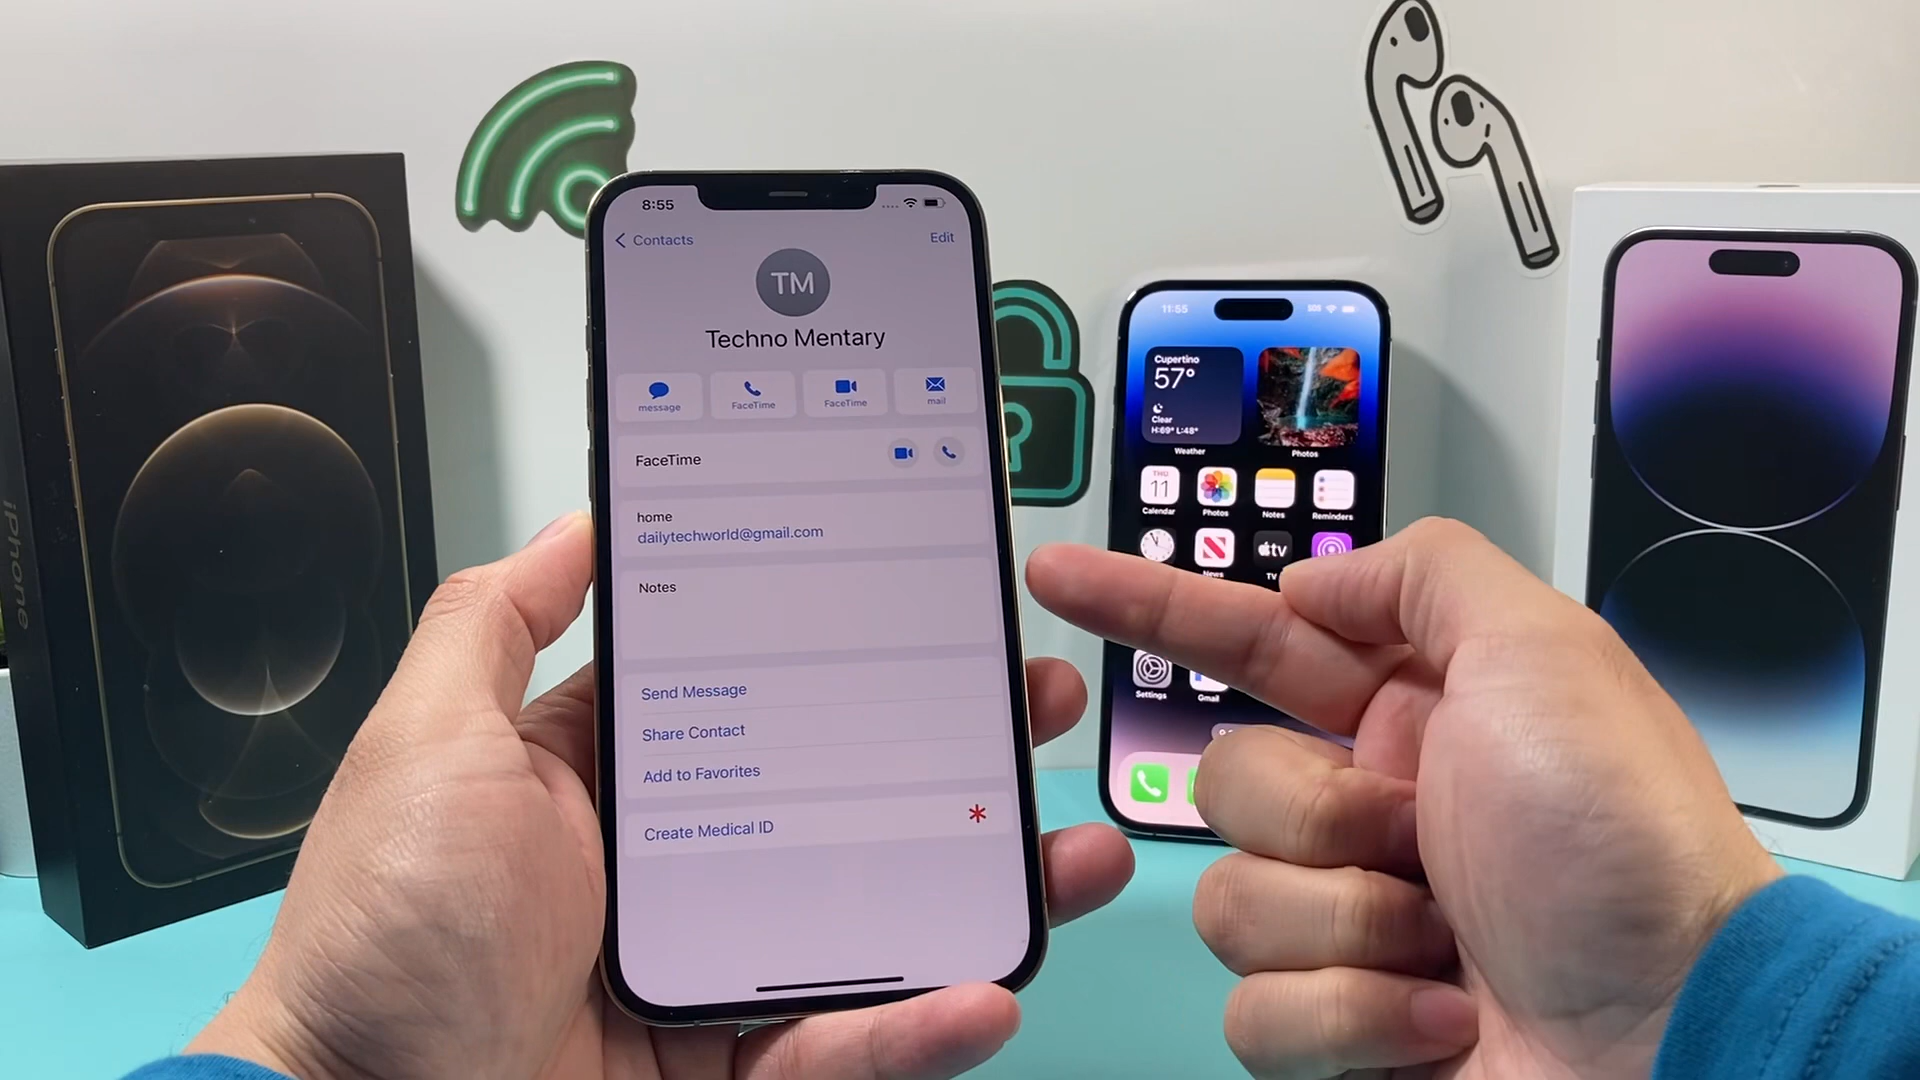 iPhone
8:55
Contacts
Edit
TM
Techno Mentary
message
FaceTime
FaceTime
mail
FaceTime
home
dailytechworld@gmail.com
Notes
Send Message
Share Contact
Add to Favorites
Create Medical ID
11:55
SOS
Cupertino
57°
Clear
H:69° L:48°
Weather
Photos
THU
11
Calendar
Photos
Notes
Reminders
News
tv
TV
Settings
Gmail